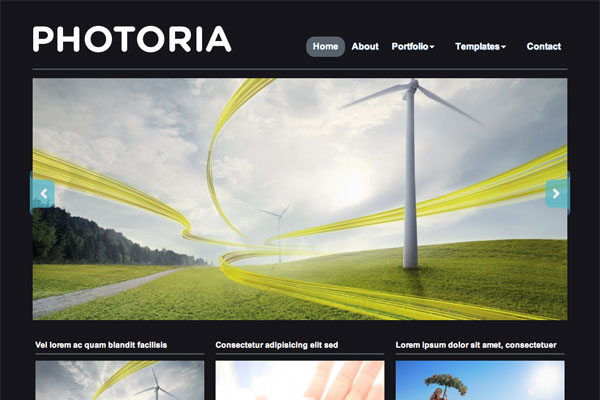 PHOTORIA
Home About Portfolio Templates Contact
Vel lorem ac quam blandit facilisis
Consectetur adipisicing elit sed
Lorem ipsum dolor sit amet, consectetuer